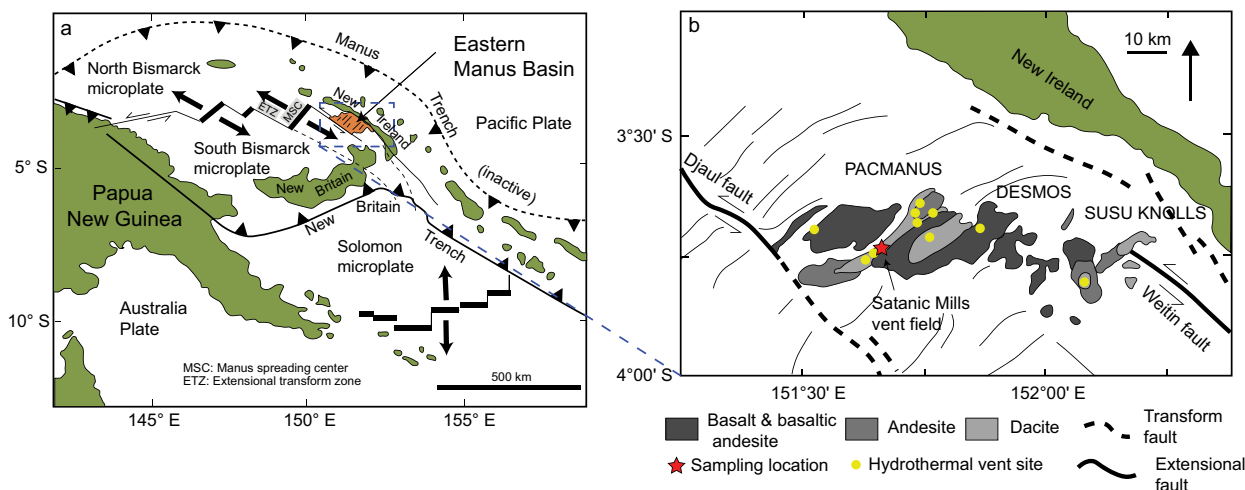 a
Manus
Trench
(inactive)
Eastern
Manus Basin
North Bismarck
microplate
ETZ
MSC
New
Ireland
Pacific Plate
South Bismarck
microplate
5° S
New
Britain
Papua
New Guinea
New
Britain
Trench
Solomon
microplate
Australia
Plate
10° S
MSC: Manus spreading center
ETZ: Extensional transform zone
500 km
145° E
150° E
155° E
b
10 km
New Ireland
3°50' S
PACMANUS
Djaul fault
DESMOS
SUSU KNOLLS
Satanic Mills
vent field
Weitin fault
4°00' S
151°30' E
152°00' E
Basalt & basaltic
andesite
Andesite
Dacite
Transform
fault
Sampling location
Hydrothermal vent site
Extensional
fault